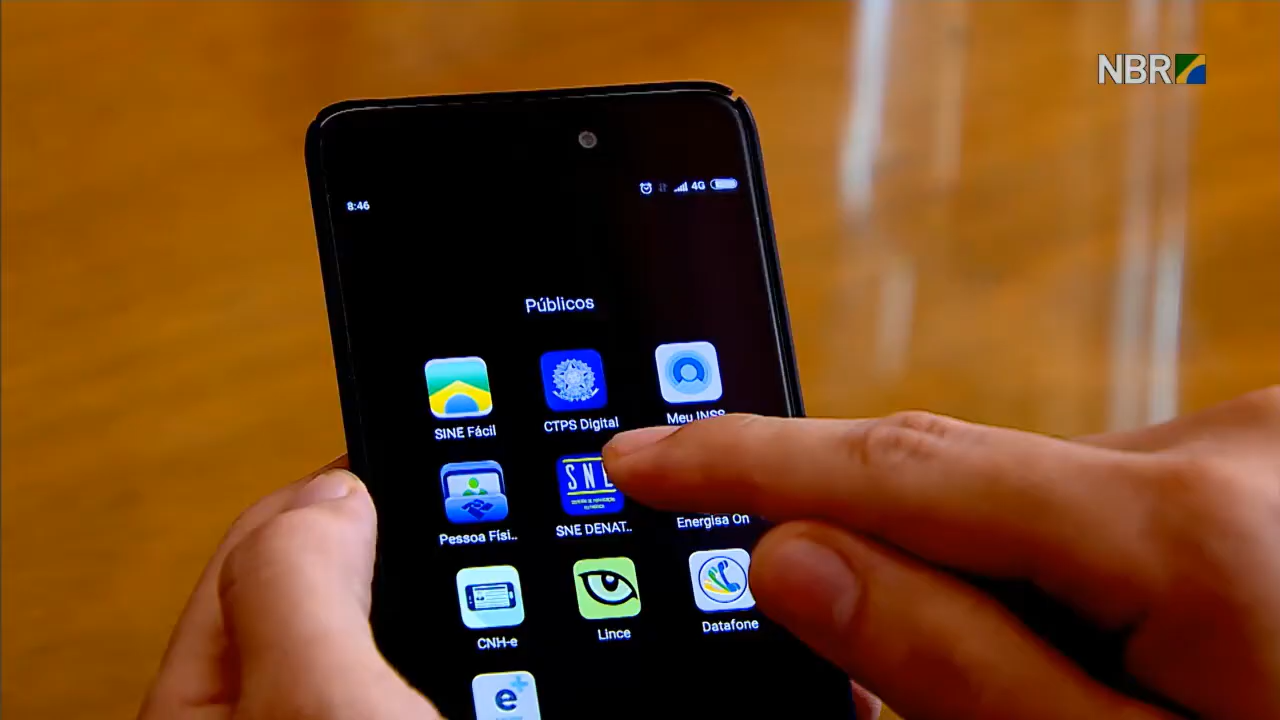 NBR
8:46
4G
Públicos
SINE Fácil
CTPS Digital
Meu INSS
SNE
Pessoa Físi..
SNE DENAT..
Energisa On
CNH-e
Lince
Datafone
e+